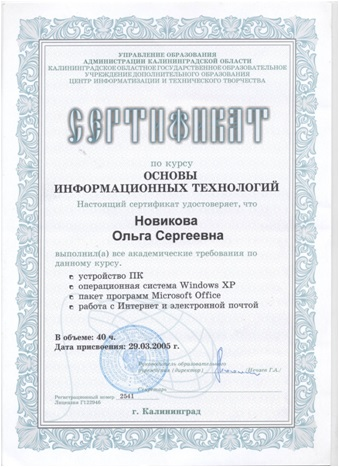 УПРАВЛЕНИЕ ОБРАЗОВАНИЯ
АДМИНИСТРАЦИИ КАЛИНИНГРАДСКОЙ ОБЛАСТИ
КАЛИНИНГРАДСКОЕ ОБЛАСТНОЕ ГОСУДАРСТВЕННОЕ ОБРАЗОВАТЕЛЬНОЕ
УЧРЕЖДЕНИЕ ДОПОЛНИТЕЛЬНОГО ОБРАЗОВАНИЯ
ЦЕНТР ИНФОРМАТИЗАЦИИ И ТЕХНИЧЕСКОГО ТВОРЧЕСТВА
СЕРТИФИКАТ
по курсу
ОСНОВЫ
ИНФОРМАЦИОННЫХ ТЕХНОЛОГИЙ
Настоящий сертификат удостоверяет, что
Новикова
Ольга Сергеевна
выполнил(а) все академические требования по
данному курсу.
устройство ПК
операционная система Windows XP
пакет программ Microsoft Office
работа с Интернет и электронной почтой
В объеме: 40 ч.
Дата присвоения: 29.03.2005 г.
Руководитель образовательного
учреждения (директор)
Секретарь
Регистрационный номер 2541
Лицензия
г. Калининград